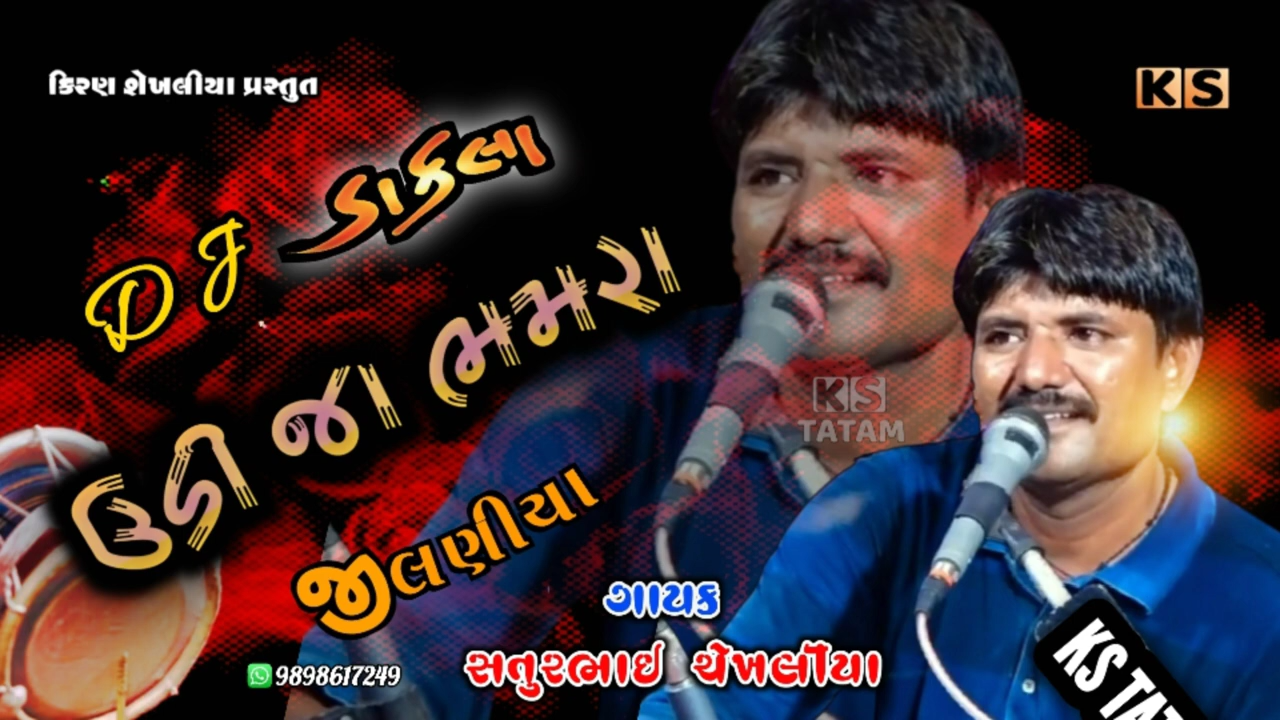 કિરણ શેખલીયા પ્રસ્તુત
KS
DJ ડાકલા
ઉડી જા ભમરા
જીલણીયા
KS
TATAM
ગાયક
સતુરભાઈ શેખલીયા
9898617249
KS TAT